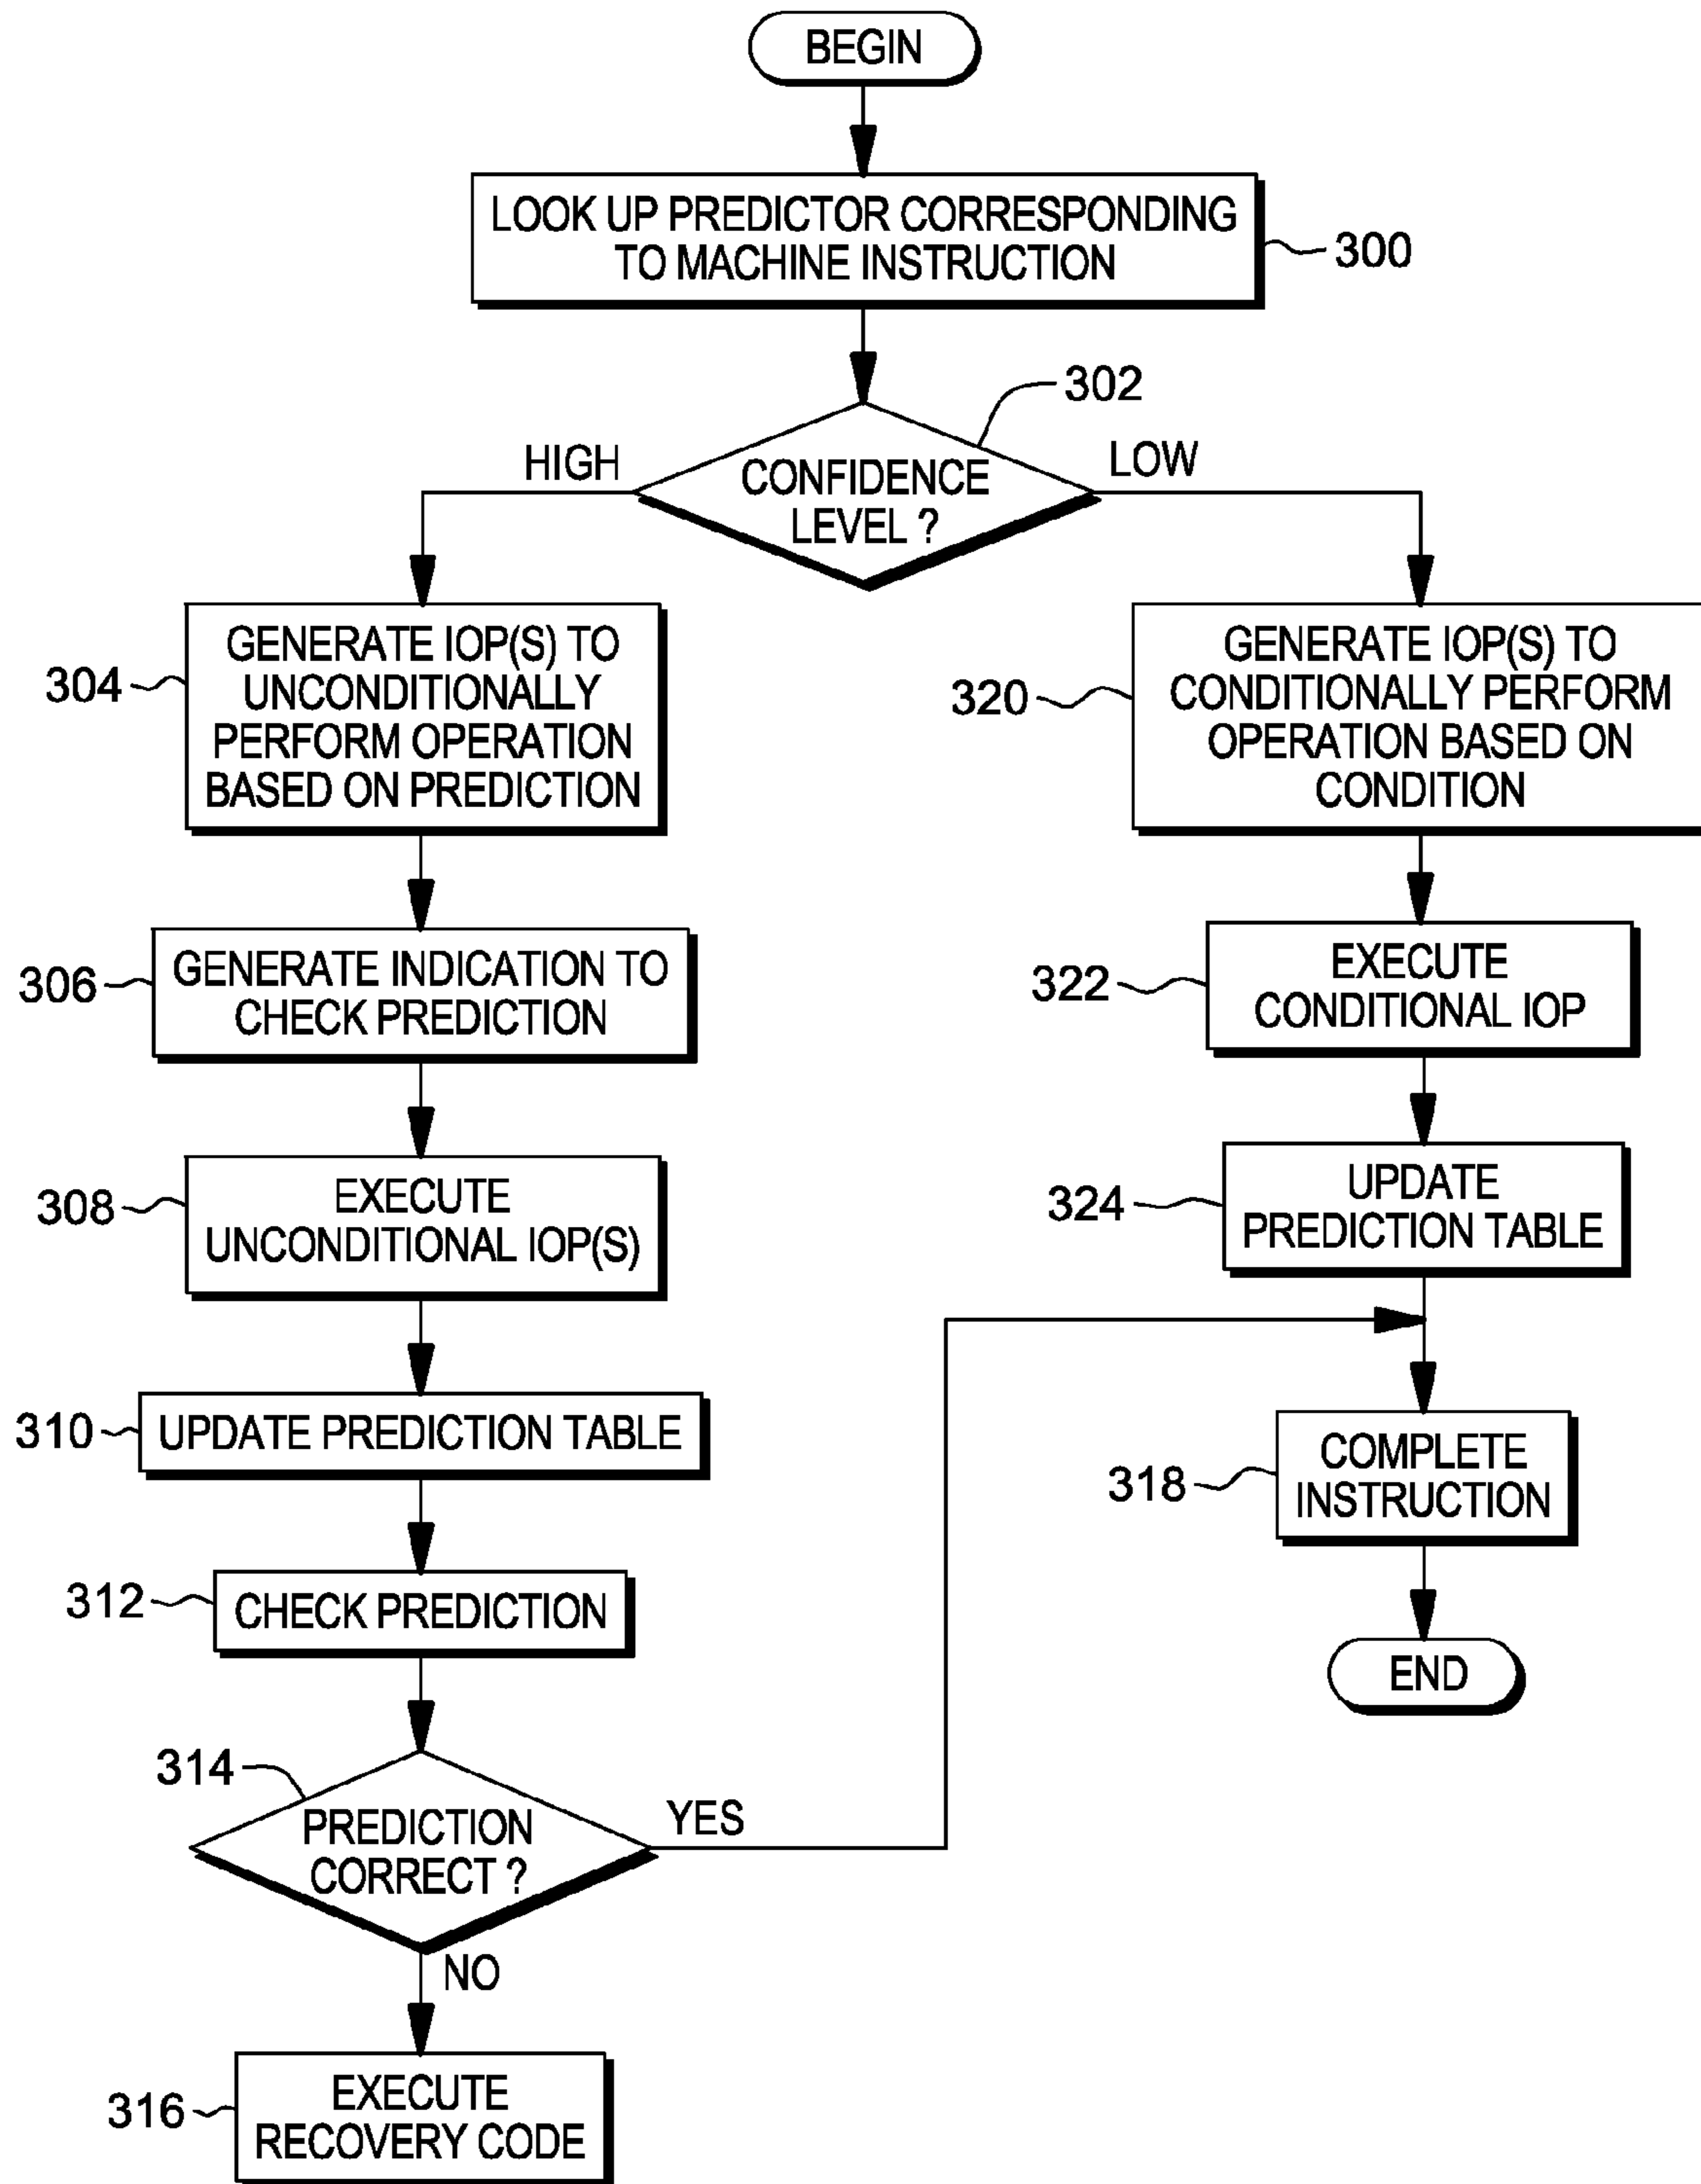 BEGIN
LOOK UP PREDICTOR CORRESPONDING
TO MACHINE INSTRUCTION
300
302
CONFIDENCE
LEVEL ?
HIGH
LOW
304
GENERATE IOP(S) TO
UNCONDITIONALLY
PERFORM OPERATION
BASED ON PREDICTION
306
GENERATE INDICATION TO
CHECK PREDICTION
308
EXECUTE
UNCONDITIONAL IOP(S)
310
UPDATE PREDICTION TABLE
312
CHECK PREDICTION
314
PREDICTION
CORRECT ?
YES
NO
316
EXECUTE
RECOVERY CODE
320
GENERATE IOP(S) TO
CONDITIONALLY PERFORM
OPERATION BASED ON
CONDITION
322
EXECUTE
CONDITIONAL IOP
324
UPDATE
PREDICTION TABLE
318
COMPLETE
INSTRUCTION
END